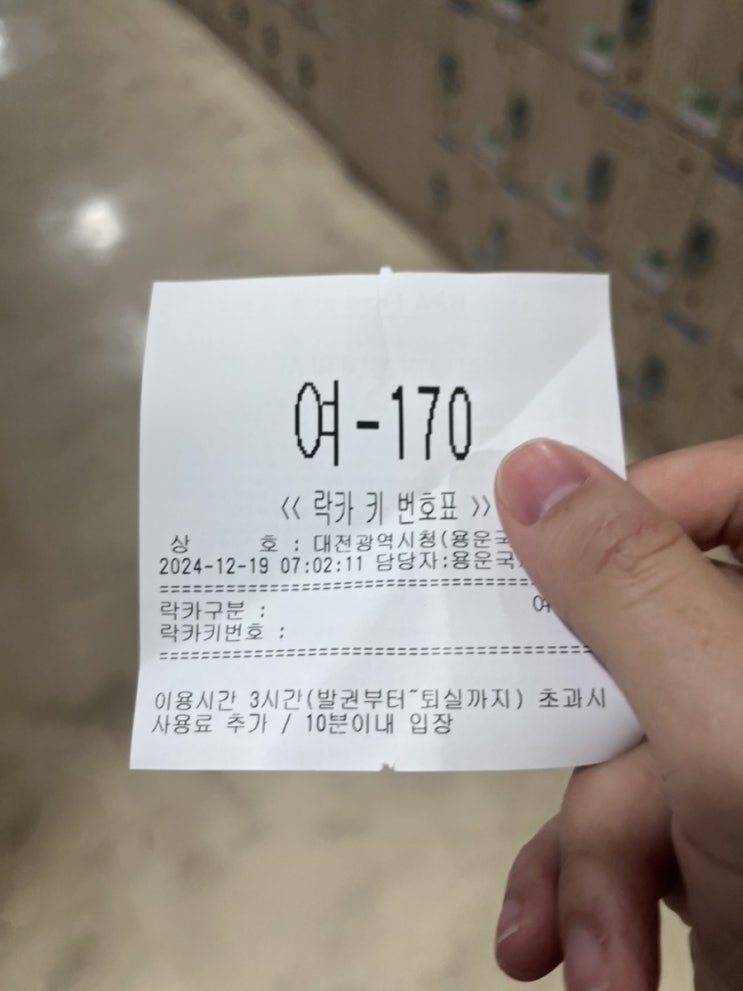 여-170
<< 락카 키 번호표 >>
상 호 : 대전광역시청(용운국
2024-12-19 07:02:11 담당자:용운국
================================
락카구분 : 여
락카키번호 :
================================
이용시간 3시간(발권부터~퇴실까지) 초과시
사용료 추가 / 10분이내 입장